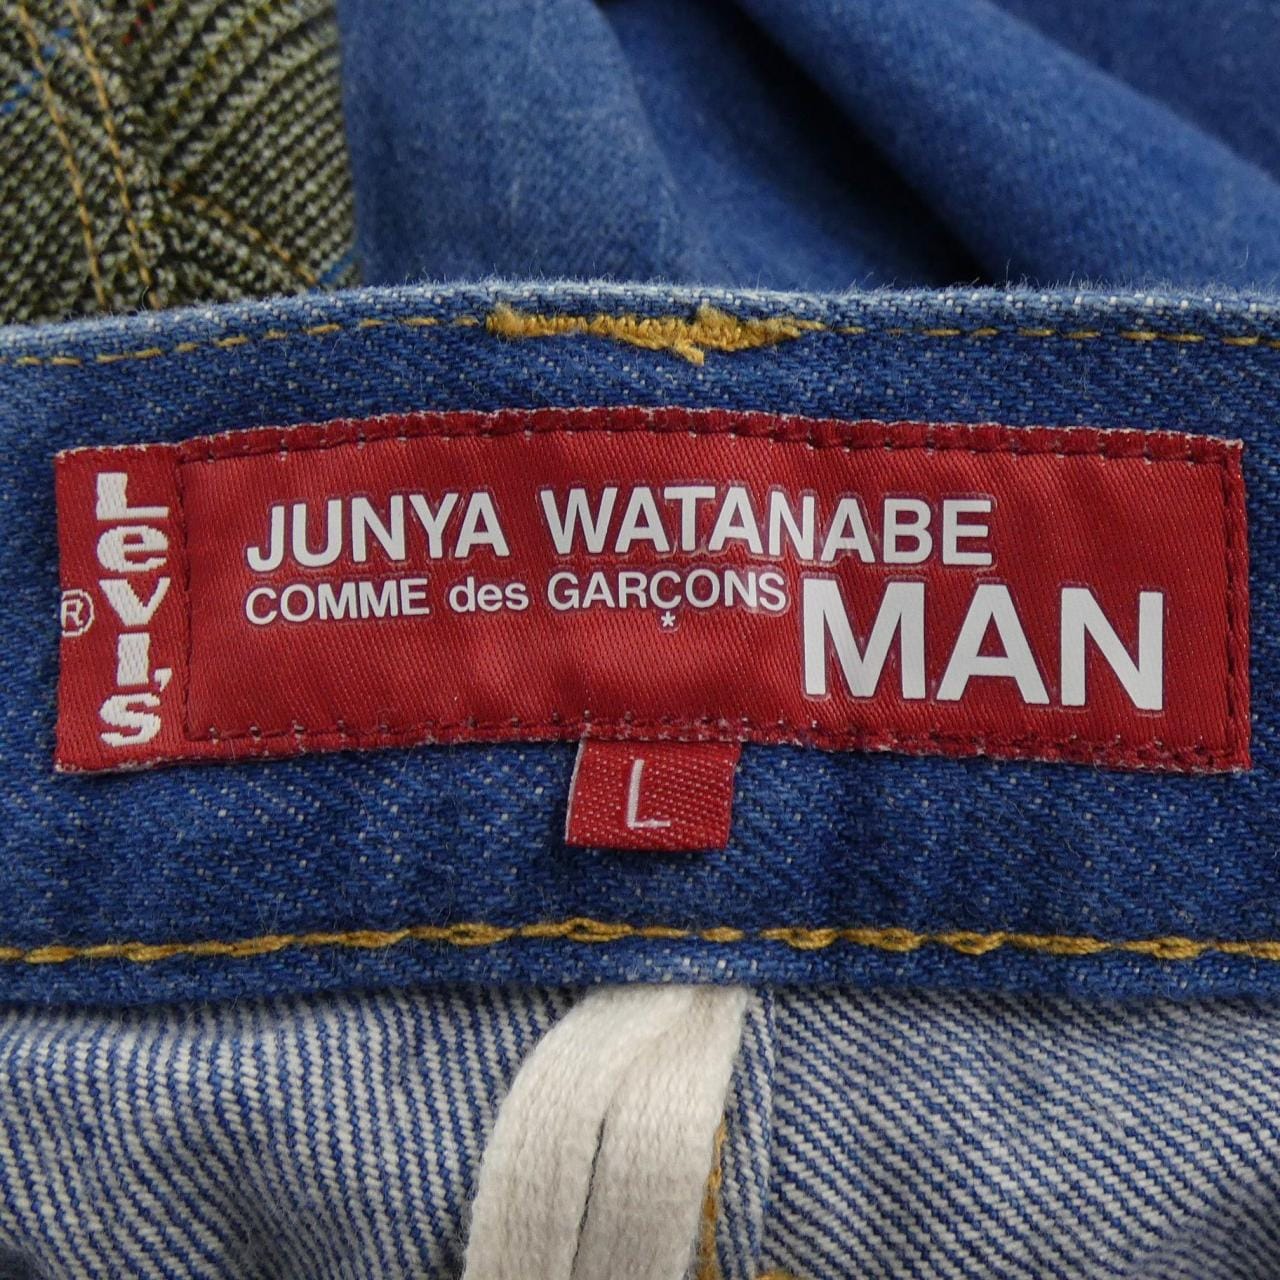 Levi's
®
JUNYA WATANABE
COMME des GARÇONS
*
MAN
L